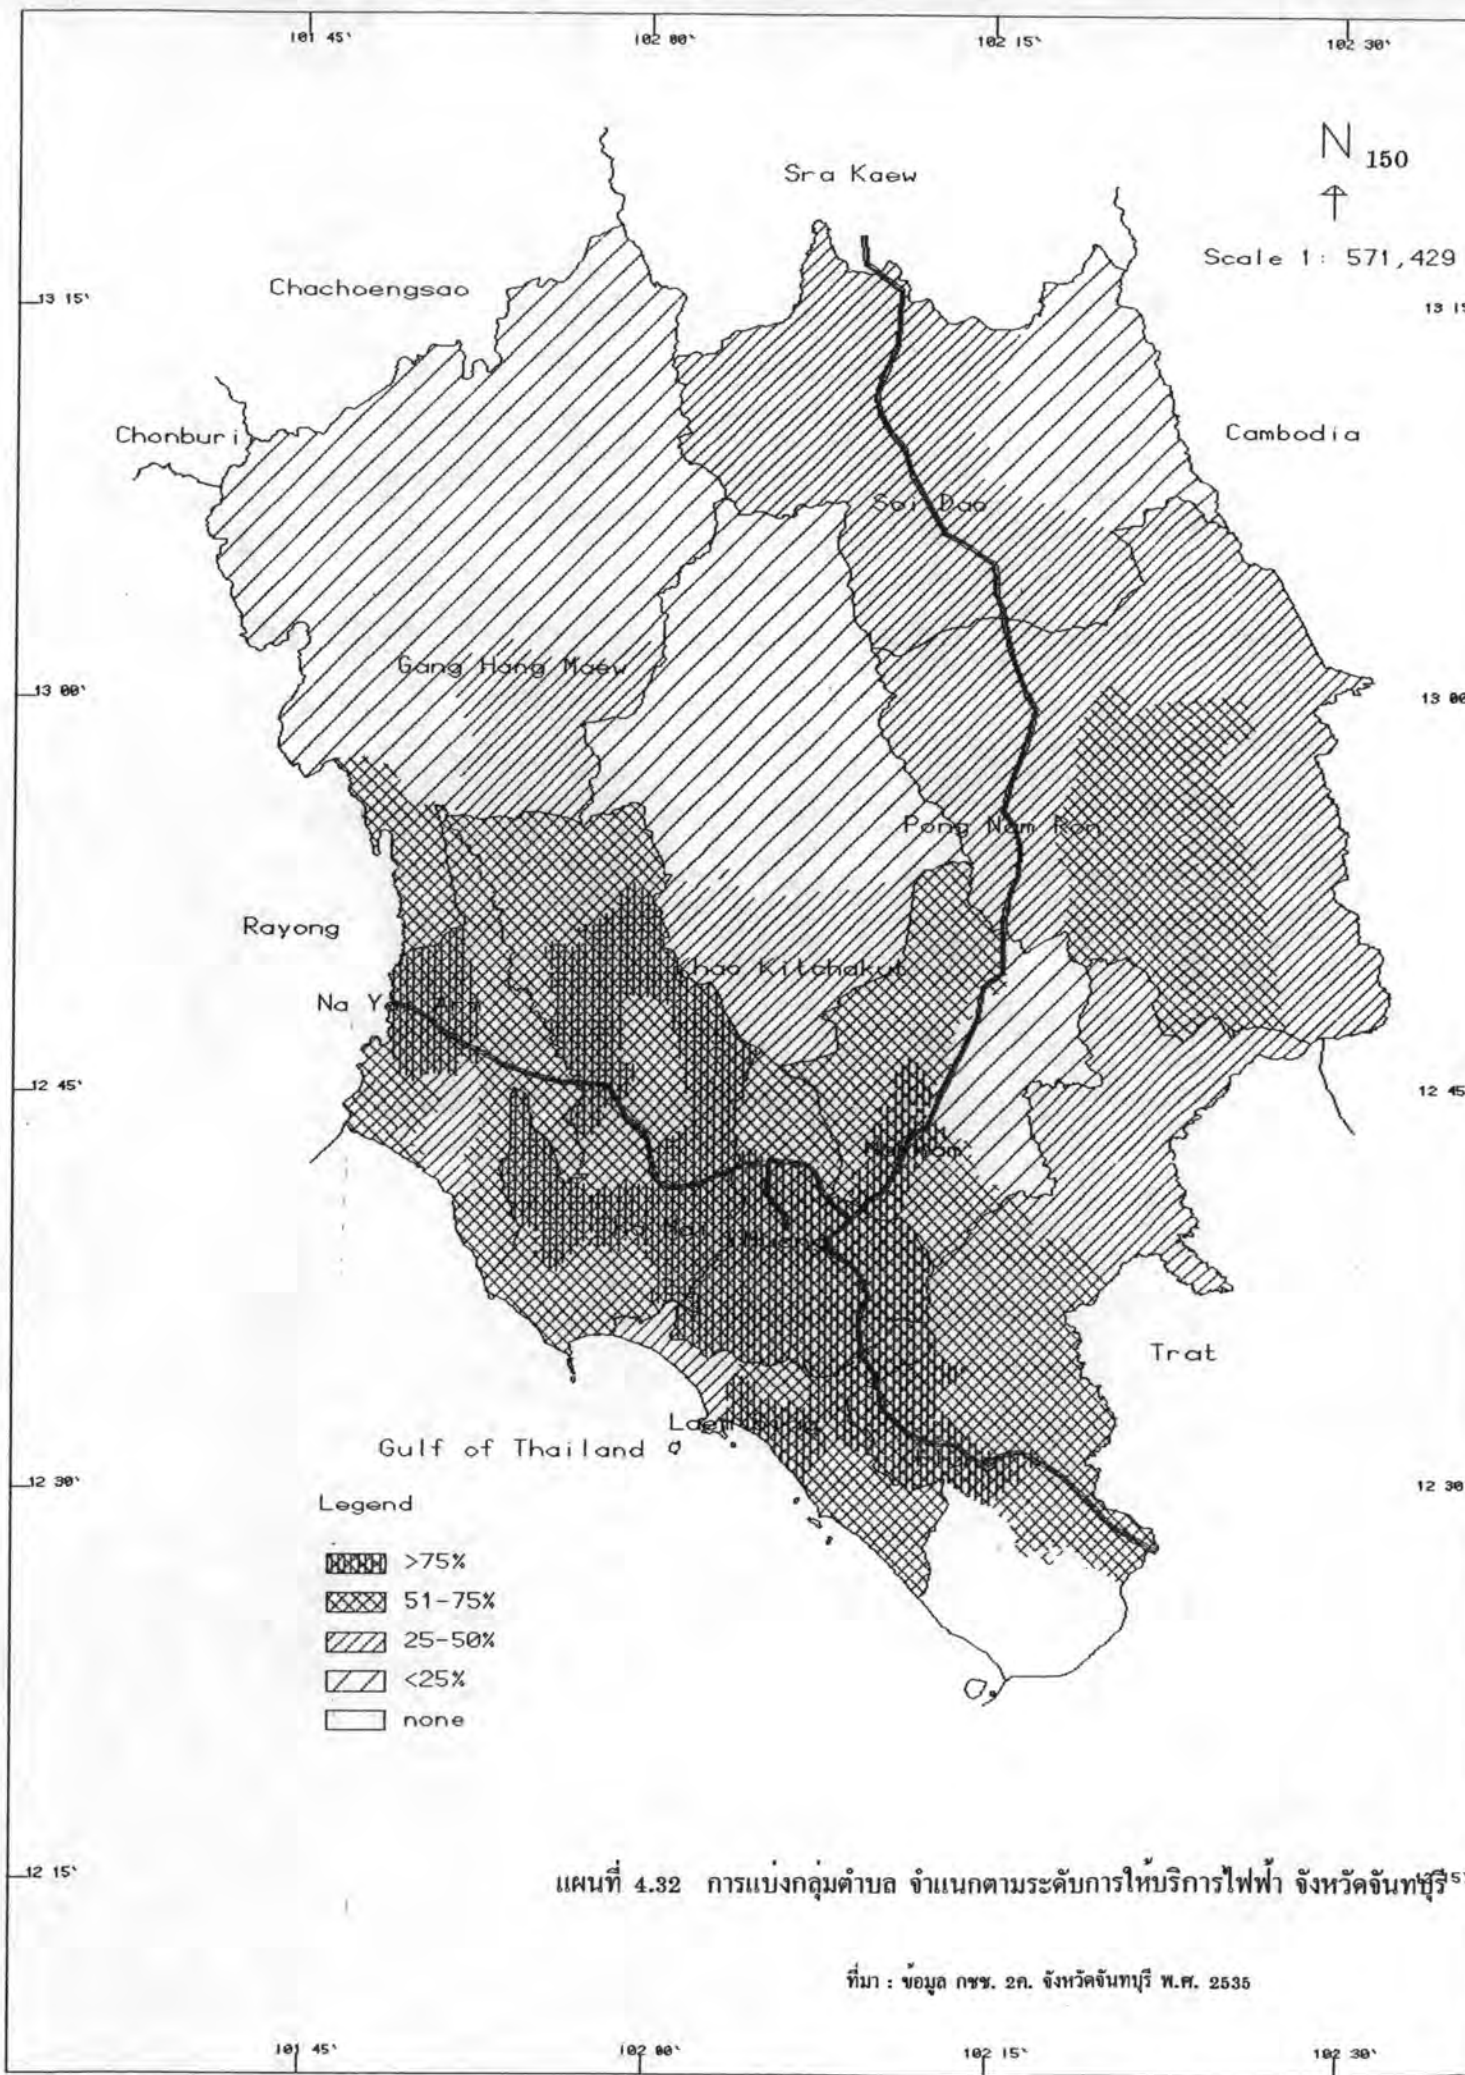 101 45' 102 00' 102 15' 102 30'
N 150
Sra Kaew
Scale 1: 571,429
Chachoengsao
13 15'
Chonburi
Cambodia
Soi Dao
Gang Hang Maew
13 00' 13 00
Pong Nam Ron
Rayong
Khao Kitchakut
Na Yai
12 45' 12 45
Muang
Trat
Laem
Gulf of Thailand
12 30' 12 30
Legend
>75%
51-75%
25-50%
<25%
none
12 15'
แผนที่ 4.32 การแบ่งกลุ่มตำบล จำแนกตามระดับการให้บริการไฟฟ้า จังหวัดจันทบุรี
ที่มา : ข้อมูล กชช. 2ค. จังหวัดจันทบุรี พ.ศ. 2535
101 45' 102 00' 102 15' 102 30'